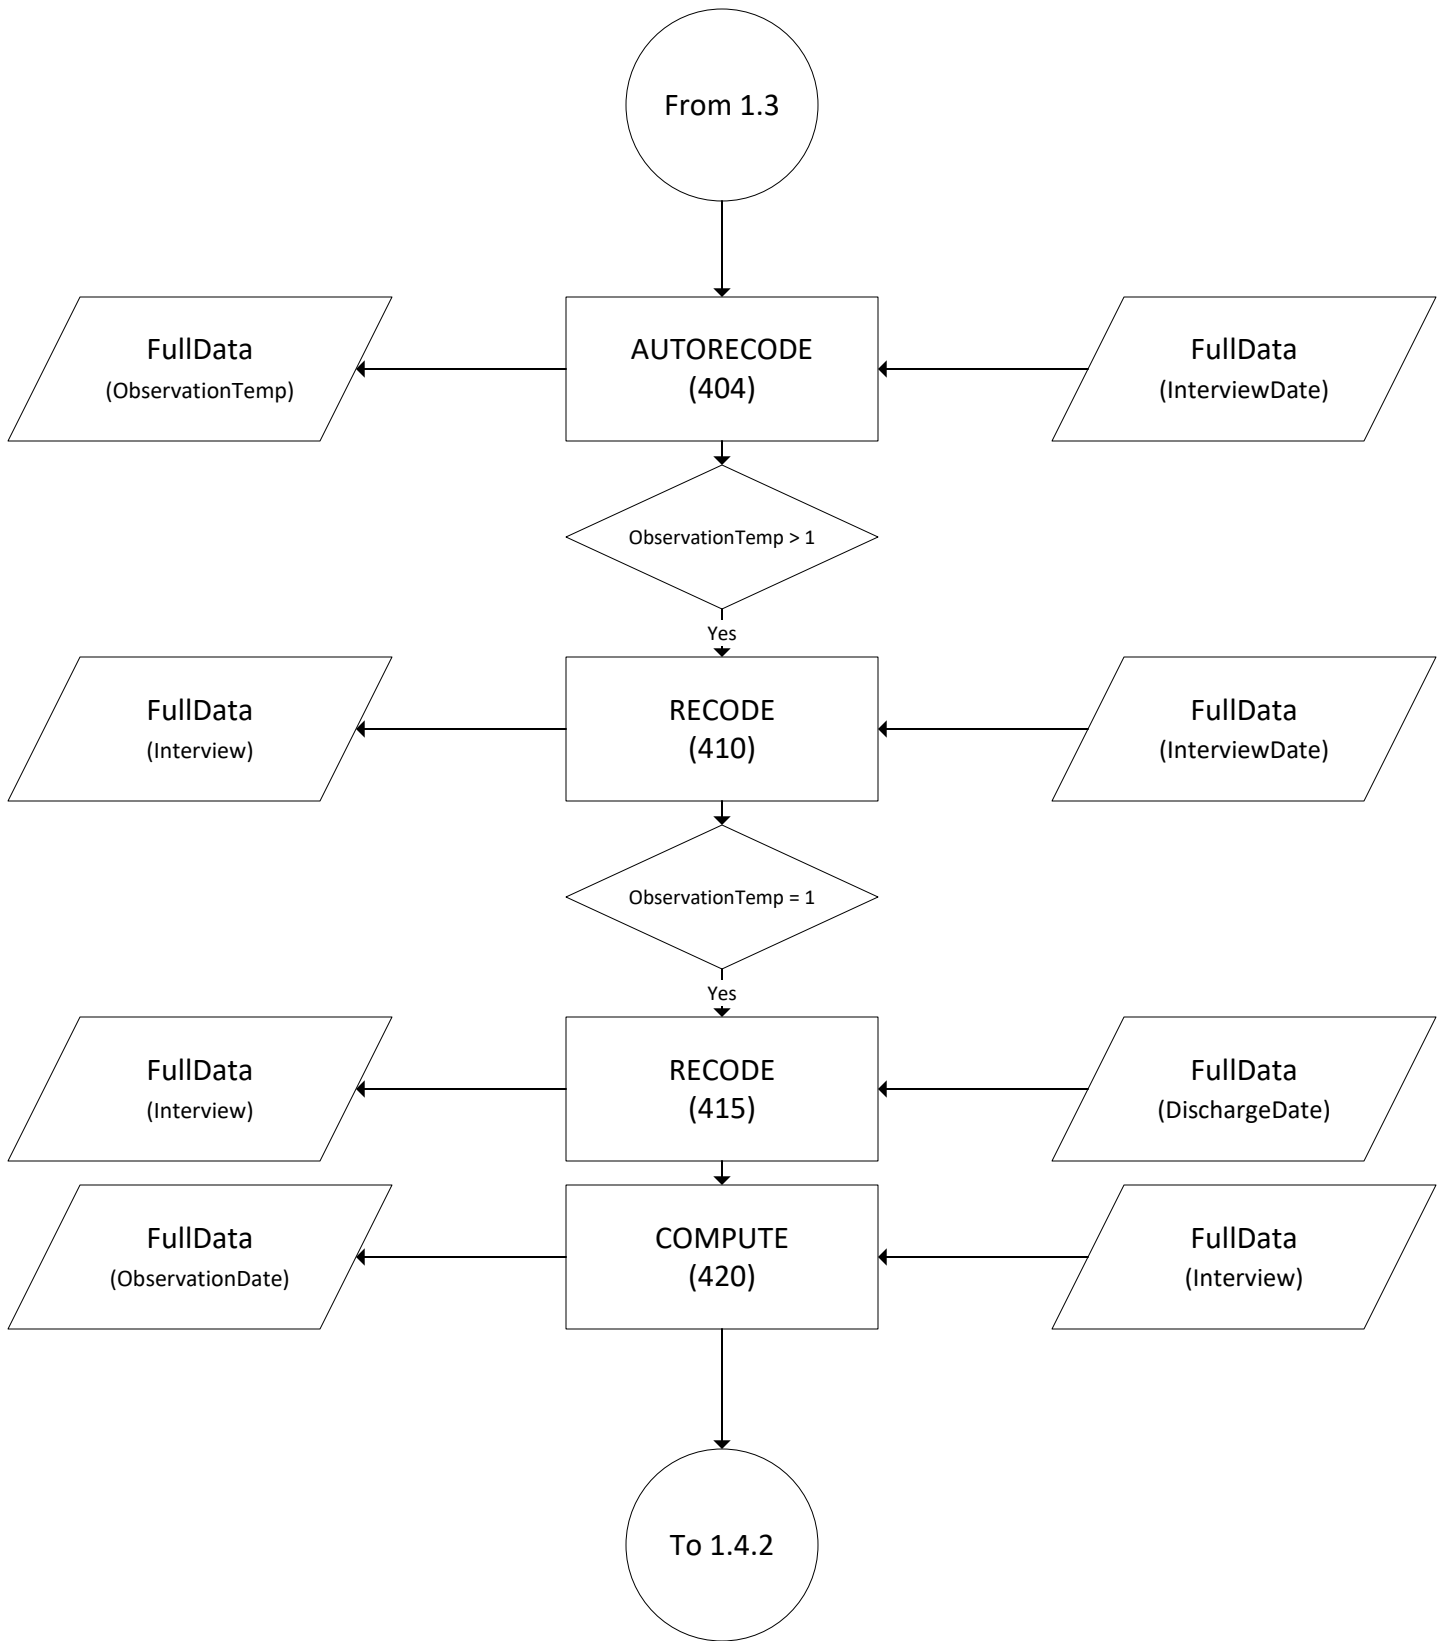 From 1.3
FullData
(ObservationTemp)
AUTORECODE
(404)
FullData
(InterviewDate)
ObservationTemp > 1
Yes
FullData
(Interview)
RECODE
(410)
FullData
(InterviewDate)
ObservationTemp = 1
Yes
FullData
(Interview)
RECODE
(415)
FullData
(DischargeDate)
FullData
(ObservationDate)
COMPUTE
(420)
FullData
(Interview)
To 1.4.2